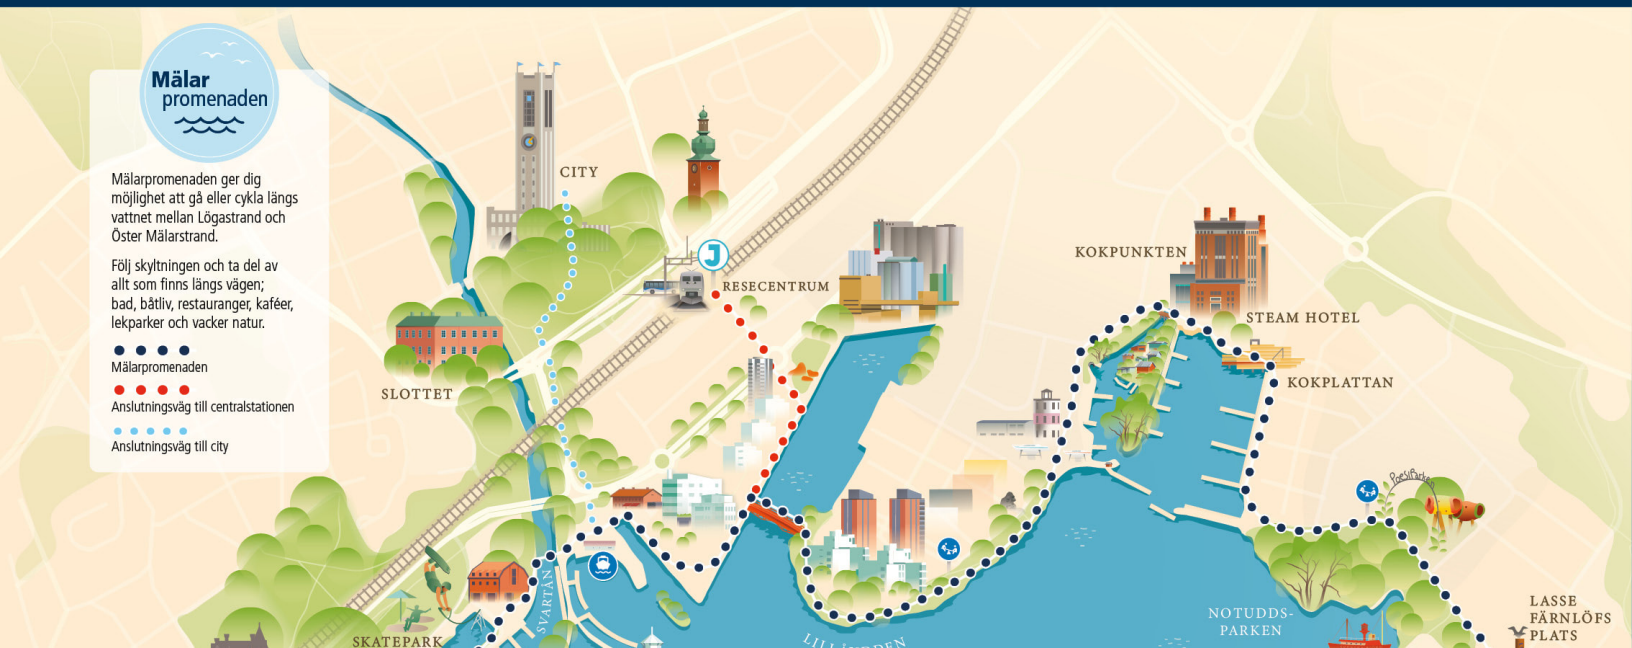 Mälar
promenaden
Mälarpromenaden ger dig
möjlighet att gå eller cykla längs
vattnet mellan Lögastrand och
Öster Mälarstrand.
Följ skyltningen och ta del av
allt som finns längs vägen;
bad, båtliv, restauranger, kaféer,
lekparker och vacker natur.
Mälarpromenaden
Anslutningsväg till centralstationen
Anslutningsväg till city
CITY
J
RESECENTRUM
SLOTTET
KOKPUNKTEN
STEAM HOTEL
KOKPLATTAN
PoesiParken
SVARTÅN
SKATEPARK
NOTUDDS-
PARKEN
LASSE
FÄRNLÖFS
PLATS